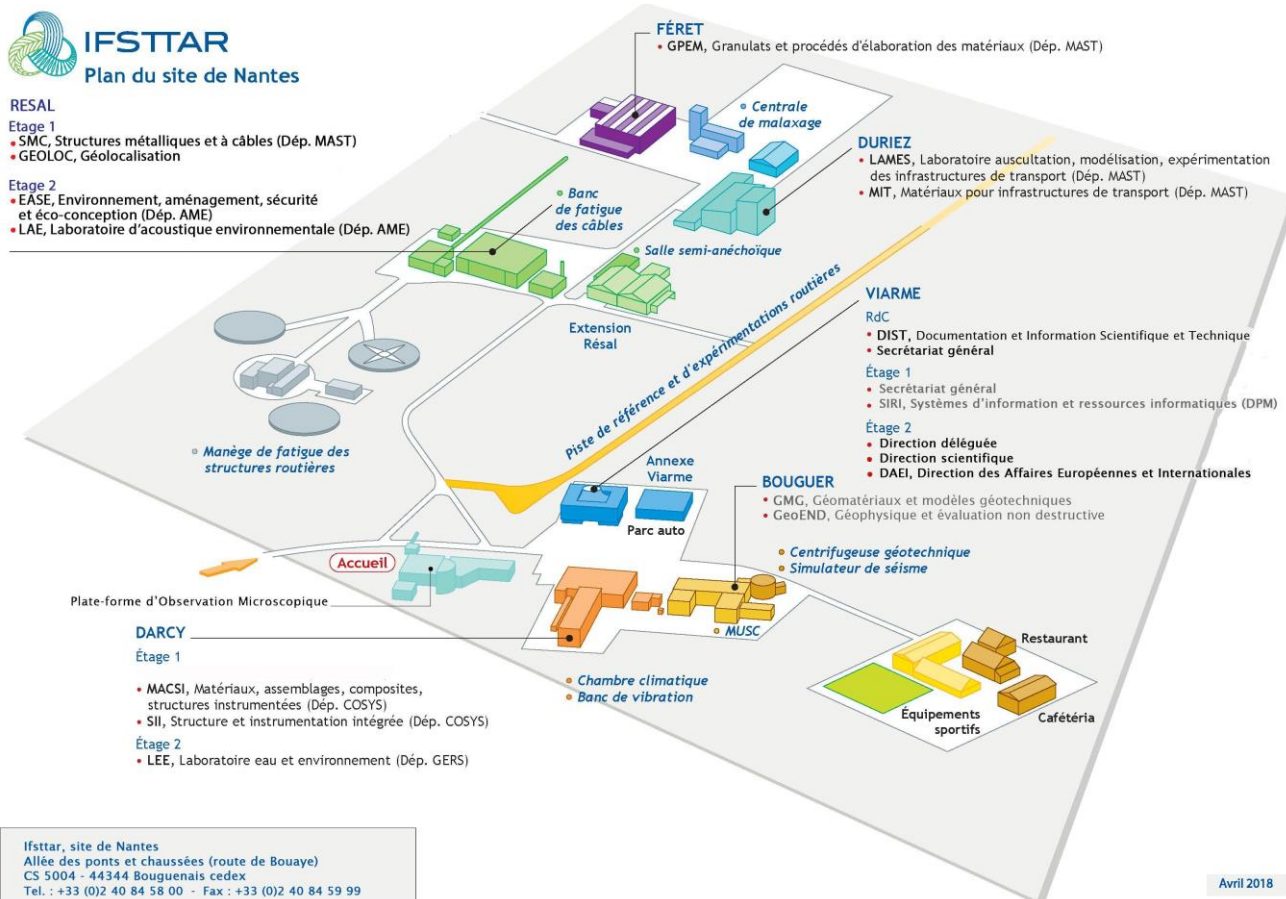 IFSTTAR
Plan du site de Nantes
RESAL
Etage 1
• SMC, Structures métalliques et à câbles (Dép. MAST)
• GEOLOC, Géolocalisation
Etage 2
• EASE, Environnement, aménagement, sécurité
et éco-conception (Dép. AME)
• LAE, Laboratoire d'acoustique environnementale (Dép. AME)
FÉRET
• GPEM, Granulats et procédés d'élaboration des matériaux (Dép. MAST)
Centrale
de malaxage
DURIEZ
• LAMES, Laboratoire auscultation, modélisation, expérimentation
des infrastructures de transport (Dép. MAST)
• MIT, Matériaux pour infrastructures de transport (Dép. MAST)
Banc
de fatigue
des câbles
Salle semi-anéchoïque
Extension
Résal
Piste de référence et d'expérimentations routières
VIARME
RdC
• DIST, Documentation et Information Scientifique et Technique
• Secrétariat général
Étage 1
• Secrétariat général
• SIRI, Systèmes d'information et ressources informatiques (DPM)
Étage 2
• Direction déléguée
• Direction scientifique
• DAEI, Direction des Affaires Européennes et Internationales
Manège de fatigue des
structures routières
Annexe
Viarme
Parc auto
BOUGUER
• GMG, Géomatériaux et modèles géotechniques
• GeoEND, Géophysique et évaluation non destructive
Centrifugeuse géotechnique
Simulateur de séisme
Accueil
Plate-forme d'Observation Microscopique
MUSC
DARCY
Étage 1
• MACSI, Matériaux, assemblages, composites,
structures instrumentées (Dép. COSYS)
• SII, Structure et instrumentation intégrée (Dép. COSYS)
Étage 2
• LEE, Laboratoire eau et environnement (Dép. GERS)
Chambre climatique
Banc de vibration
Restaurant
Équipements
sportifs
Cafétéria
Ifsttar, site de Nantes
Allée des ponts et chaussées (route de Bouaye)
CS 5004 - 44344 Bouguenais cedex
Tel. : +33 (0)2 40 84 58 00 - Fax : +33 (0)2 40 84 59 99
Avril 2018